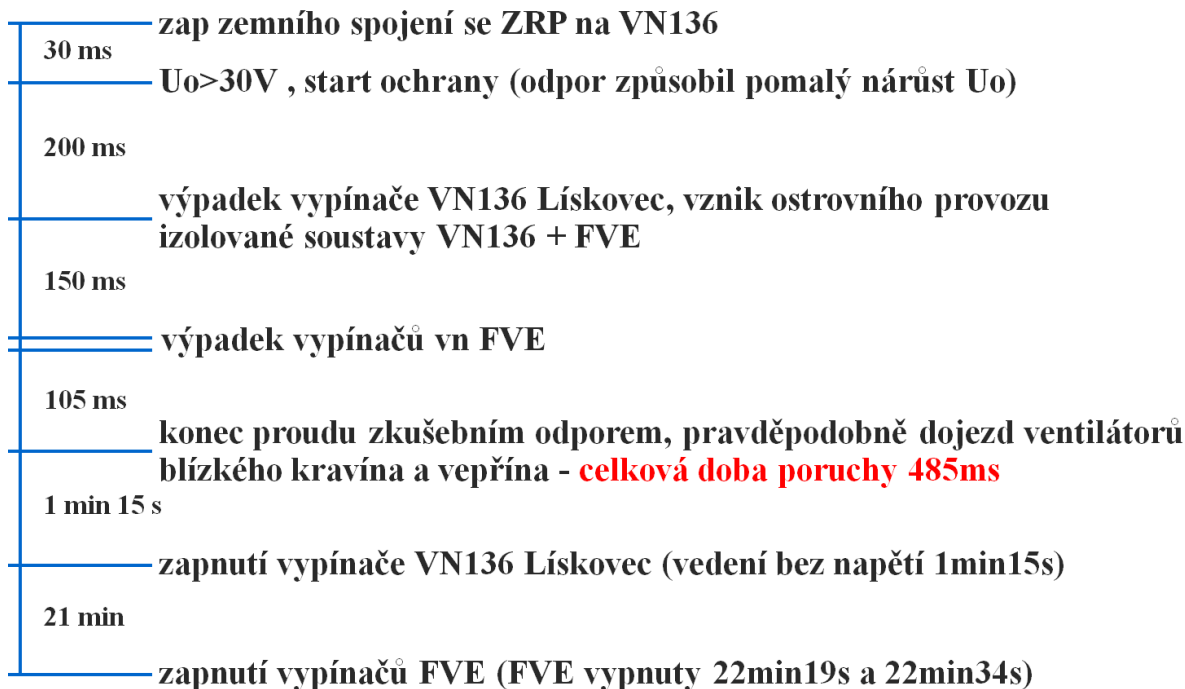 zap zemního spojení se ZRP na VN136
30 ms
Uo>30V , start ochrany (odpor způsobil pomalý nárůst Uo)
200 ms
výpadek vypínače VN136 Lískovec, vznik ostrovního provozu
izolované soustavy VN136 + FVE
150 ms
výpadek vypínačů vn FVE
105 ms
konec proudu zkušebním odporem, pravděpodobně dojezd ventilátorů
blízkého kravína a vepřína - celková doba poruchy 485ms
1 min 15 s
zapnutí vypínače VN136 Lískovec (vedení bez napětí 1min15s)
21 min
zapnutí vypínačů FVE (FVE vypnuty 22min19s a 22min34s)